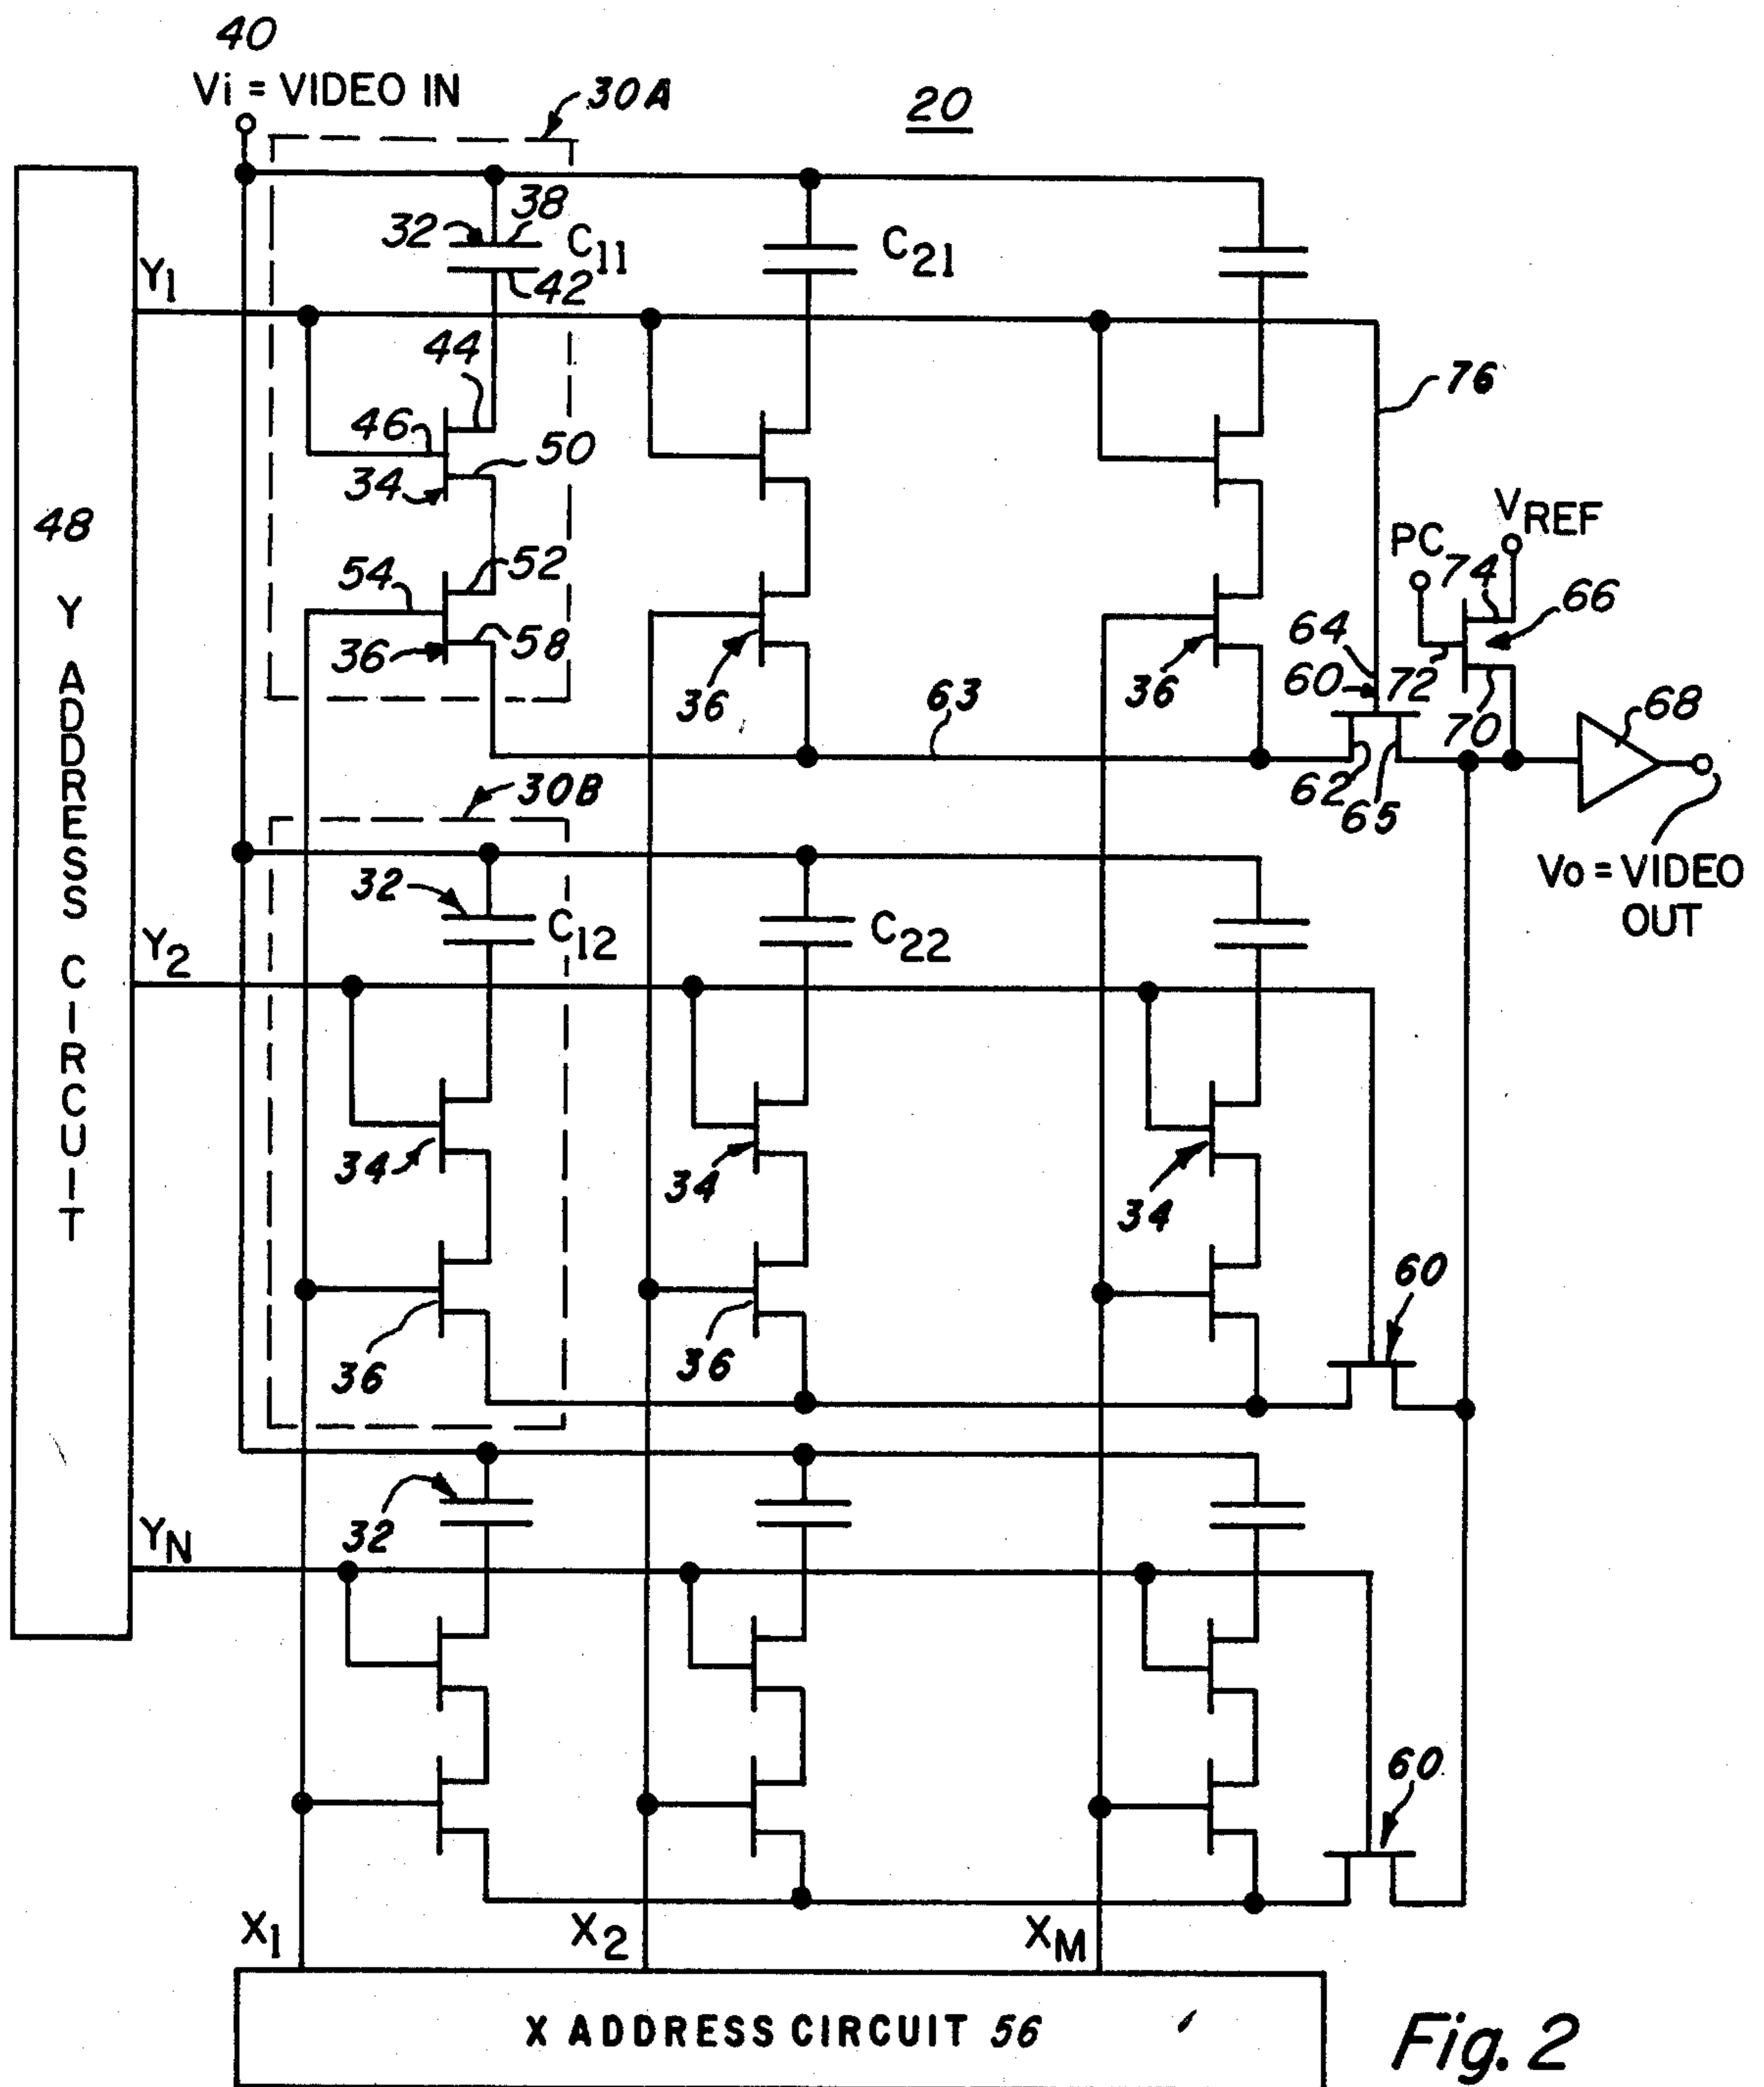 40
Vi = VIDEO IN
30A
20
32
38
C11
42
C21
Y1
44
76
46
50
34
48 Y ADDRESS CIRCUIT
VREF
PC
74
66
54
52
64
58
36
36
36
60
72
63
70
68
62
65
30B
Vo = VIDEO
OUT
32
C12
C22
Y2
34
34
34
60
36
36
32
YN
60
X1
X2
XM
X ADDRESS CIRCUIT 56
Fig. 2